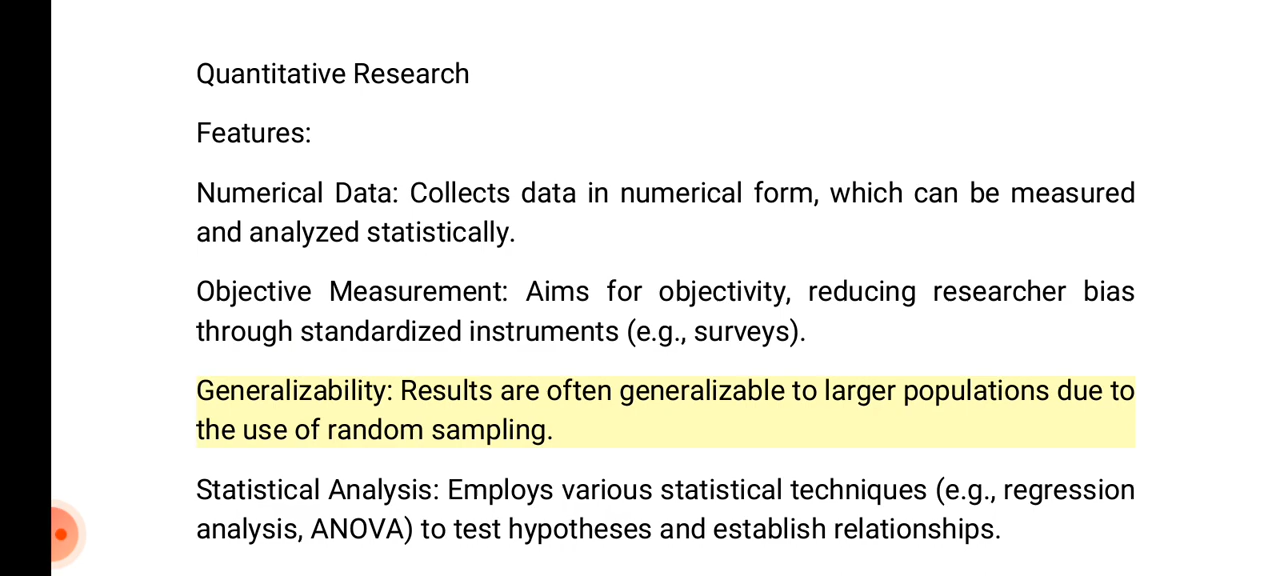 Quantitative Research
Features:
Numerical Data: Collects data in numerical form, which can be measured
and analyzed statistically.
Objective Measurement: Aims for objectivity, reducing researcher bias
through standardized instruments (e.g., surveys).
Generalizability: Results are often generalizable to larger populations due to
the use of random sampling.
Statistical Analysis: Employs various statistical techniques (e.g., regression
analysis, ANOVA) to test hypotheses and establish relationships.